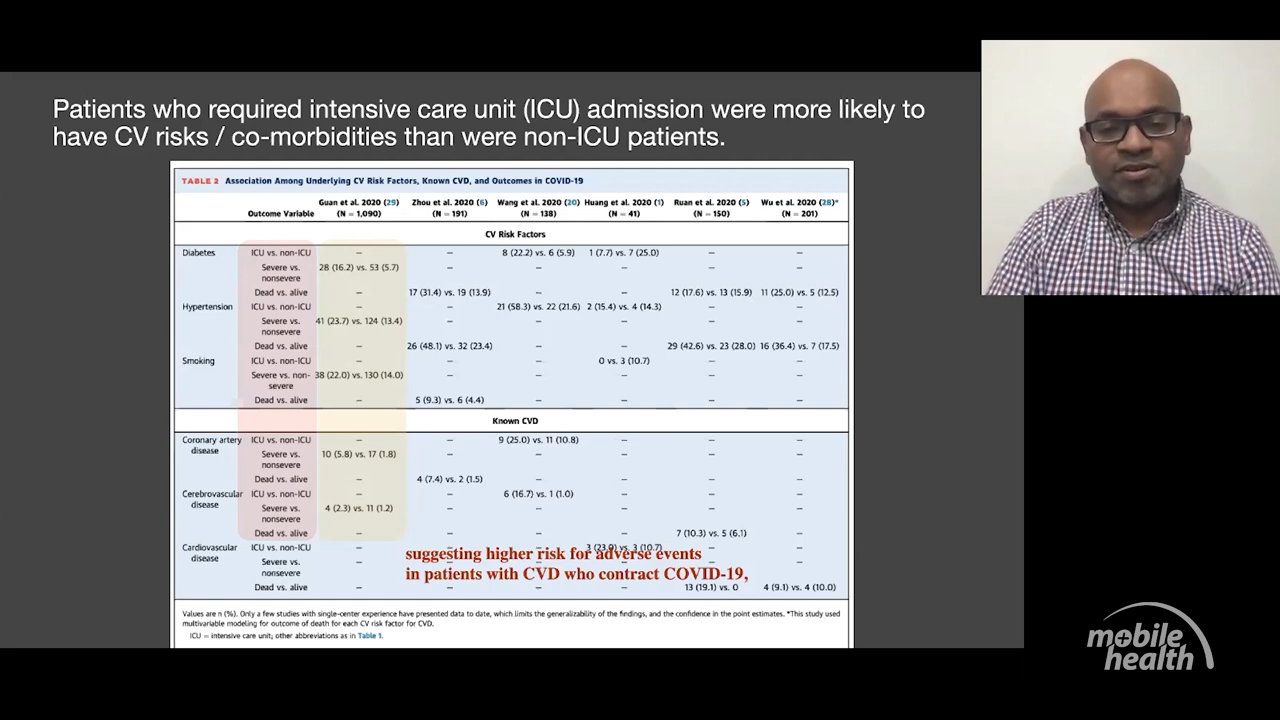 Patients who required intensive care unit (ICU) admission were more likely to
have CV risks / co-morbidities than were non-ICU patients.
TABLE 2 Association Among Underlying CV Risk Factors, Known CVD, and Outcomes in COVID-19
Guan et al. 2020 (29) Zhou et al. 2020 (6) Wang et al. 2020 (20) Huang et al. 2020 (1) Ruan et al. 2020 (5) Wu et al. 2020 (28)*
Outcome Variable (N = 1,090) (N = 191) (N = 138) (N = 41) (N = 150) (N = 201)
CV Risk Factors
Diabetes ICU vs. non-ICU – – 8 (22.2) vs. 6 (5.9) 1 (7.7) vs. 7 (25.0) – –
Severe vs. 28 (16.2) vs. 53 (5.7) – – – – –
nonsevere
Dead vs. alive – 17 (31.4) vs. 19 (13.9) – – 12 (17.6) vs. 13 (15.9) 11 (25.0) vs. 5 (12.5)
Hypertension ICU vs. non-ICU – – 21 (58.3) vs. 22 (21.6) 2 (15.4) vs. 4 (14.3) – –
Severe vs. 41 (23.7) vs. 124 (13.4) – – – – –
nonsevere
Dead vs. alive – 26 (48.1) vs. 32 (23.4) – – 29 (42.6) vs. 23 (28.0) 16 (36.4) vs. 7 (17.5)
Smoking ICU vs. non-ICU – – – 0 vs. 3 (10.7) – –
Severe vs. non- 38 (22.0) vs. 130 (14.0) – – – – –
severe
Dead vs. alive – 5 (9.3) vs. 6 (4.4) – – – –
Known CVD
Coronary artery ICU vs. non-ICU – – 9 (25.0) vs. 11 (10.8) – – –
disease Severe vs. 10 (5.8) vs. 17 (1.8) – – – – –
nonsevere
Dead vs. alive – 4 (7.4) vs. 2 (1.5) – – – –
Cerebrovascular ICU vs. non-ICU – – 6 (16.7) vs. 1 (1.0) – – –
disease Severe vs. 4 (2.3) vs. 11 (1.2) – – – – –
nonsevere
Dead vs. alive – – – – 7 (10.3) vs. 5 (6.1) –
Cardiovascular ICU vs. non-ICU – – – 3 (23.0) vs. 3 (10.7) – –
disease Severe vs. – – – – – –
nonsevere
Dead vs. alive – – – – 13 (19.1) vs. 0 4 (9.1) vs. 4 (10.0)
suggesting higher risk for adverse events
in patients with CVD who contract COVID-19,
Values are n (%). Only a few studies with single-center experience have presented data to date, which limits the generalizability of the findings, and the confidence in the point estimates. *This study used
multivariable modeling for outcome of death for each CV risk factor for CVD.
ICU = intensive care unit; other abbreviations as in Table 1.
mobile
health